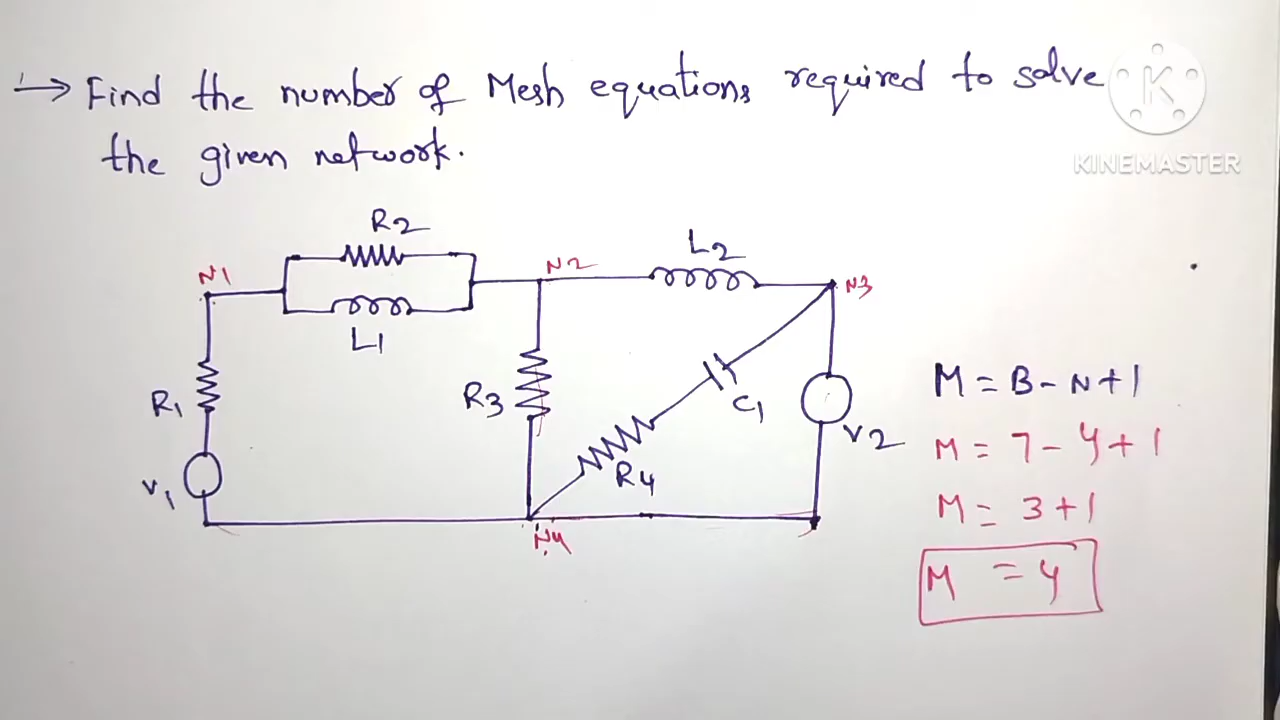 → Find the number of Mesh equations required to solve
the given network.
K
KINEMASTER
R2
L2
N1
N2
N3
L1
R1
R3
C1
R4
V1
V2
N4
M = B - N + 1
M = 7 - 4 + 1
M = 3 + 1
M = 4